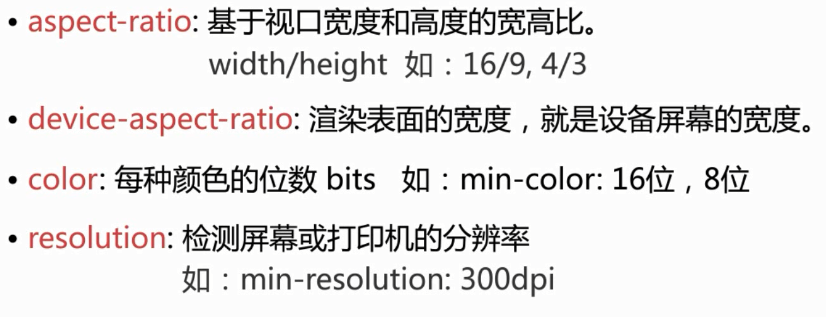 • aspect-ratio: 基于视口宽度和高度的宽高比。
width/height 如：16/9, 4/3
• device-aspect-ratio: 渲染表面的宽度，就是设备屏幕的宽度。
• color: 每种颜色的位数 bits 如：min-color: 16位，8位
• resolution: 检测屏幕或打印机的分辨率
如：min-resolution: 300dpi